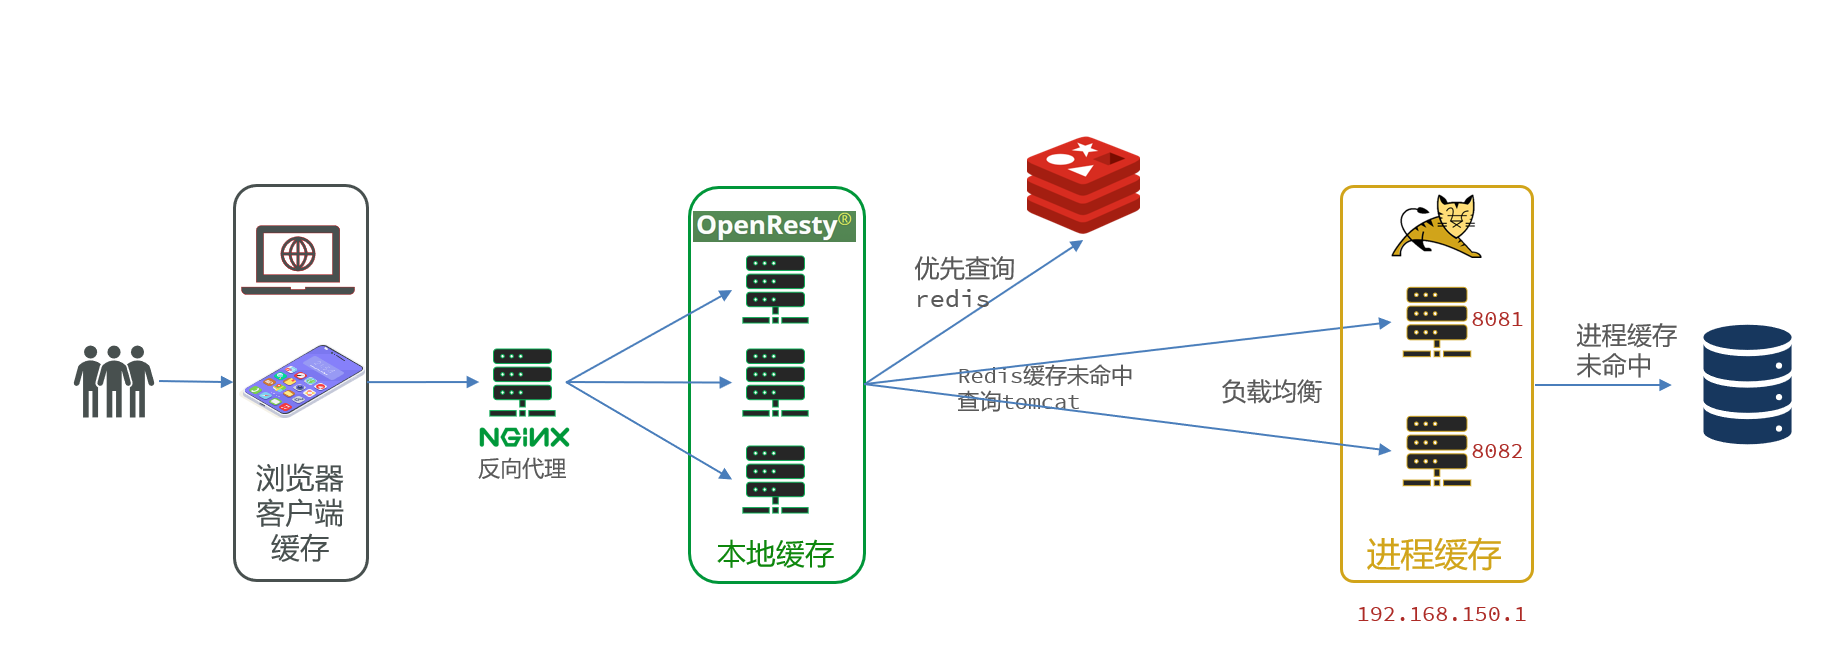 浏览器
客户端
缓存
NGINX
反向代理
OpenResty®
本地缓存
优先查询
redis
Redis缓存未命中
查询tomcat
负载均衡
8081
8082
进程缓存
192.168.150.1
进程缓存
未命中